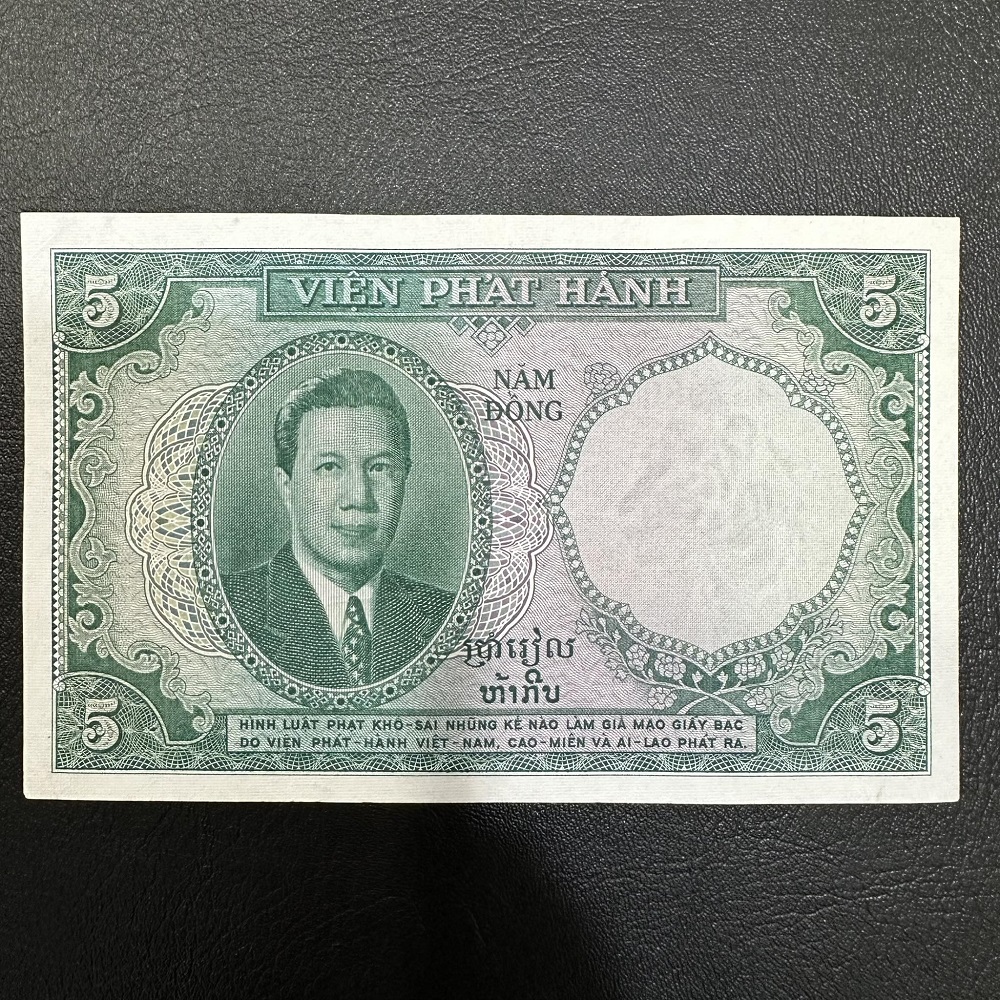 5 VIỆN PHÁT HÀNH 5
NĂM
ĐỒNG
ប្រាំរៀល
ຫ້າກີບ
5 5
HÌNH LUẬT PHẠT KHỔ-SAI NHỮNG KẺ NÀO LÀM GIẢ MẠO GIẤY BẠC
DO VIỆN PHÁT-HÀNH VIỆT-NAM, CAO-MIÊN VÀ AI-LAO PHÁT RA.